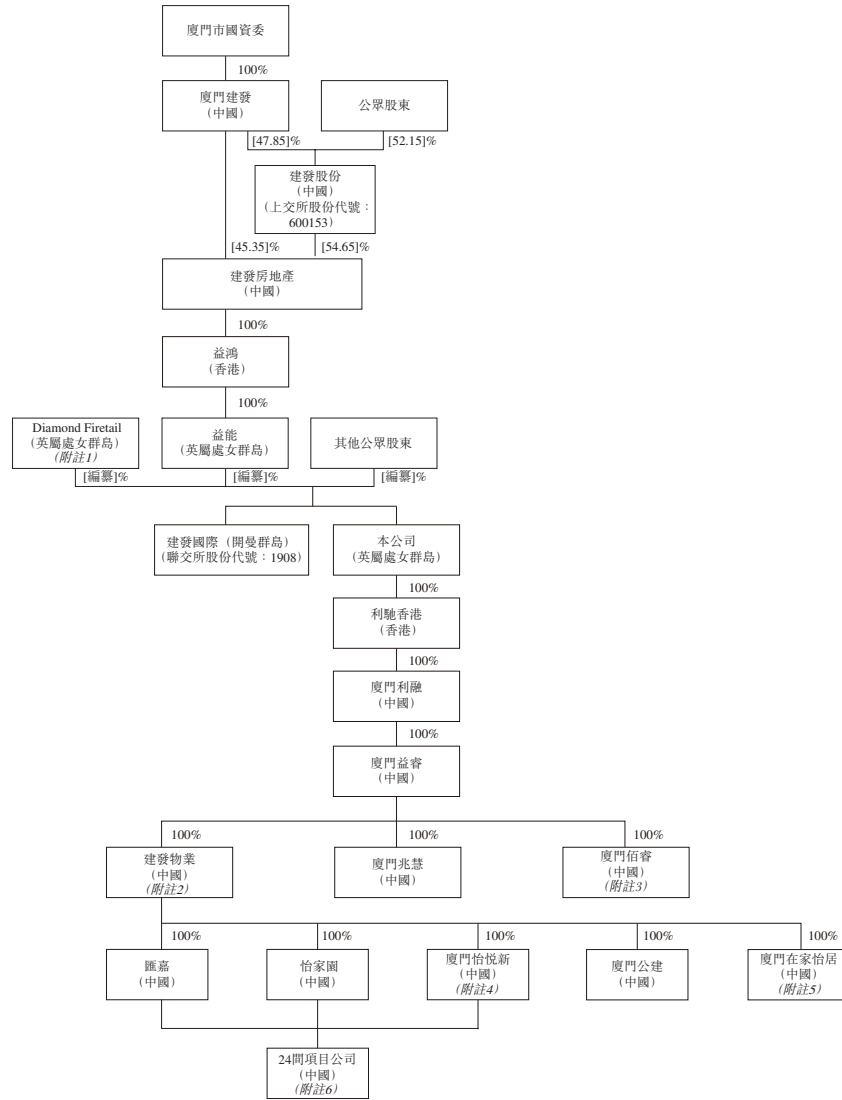 廈門市國資委
100%
廈門建發
（中國）
公眾股東
[47.85]%
[52.15]%
建發股份
（中國）
（上交所股份代號：
600153）
[45.35]%
[54.65]%
建發房地產
（中國）
100%
益鴻
（香港）
100%
Diamond Firetail
（英屬處女群島）
（附註1）
益能
（英屬處女群島）
其他公眾股東
[編纂]%
[編纂]%
[編纂]%
建發國際（開曼群島）
（聯交所股份代號：1908）
本公司
（英屬處女群島）
100%
利馳香港
（香港）
100%
廈門利融
（中國）
100%
廈門益睿
（中國）
100%
100%
100%
建發物業
（中國）
（附註2）
廈門兆慧
（中國）
廈門佰睿
（中國）
（附註3）
100%
100%
100%
100%
100%
匯嘉
（中國）
怡家園
（中國）
廈門怡悅新
（中國）
（附註4）
廈門公建
（中國）
廈門在家怡居
（中國）
（附註5）
24間項目公司
（中國）
（附註6）